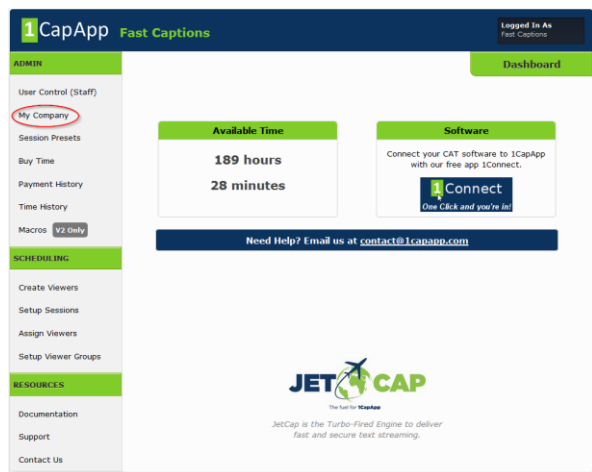 1CapApp Fast Captions
Logged In As
Fast Captions
ADMIN
Dashboard
User Control (Staff)
My Company
Session Presets
Buy Time
Payment History
Time History
Macros V2 Only
Available Time
189 hours
28 minutes
Software
Connect your CAT software to 1CapApp
with our free app 1Connect.
1Connect
One Click and you're in!
Need Help? Email us at contact@1capapp.com
SCHEDULING
Create Viewers
Setup Sessions
Assign Viewers
Setup Viewer Groups
RESOURCES
Documentation
Support
Contact Us
JETCAP
The fuel for 1CapApp
JetCap is the Turbo-Fired Engine to deliver
fast and secure text streaming.